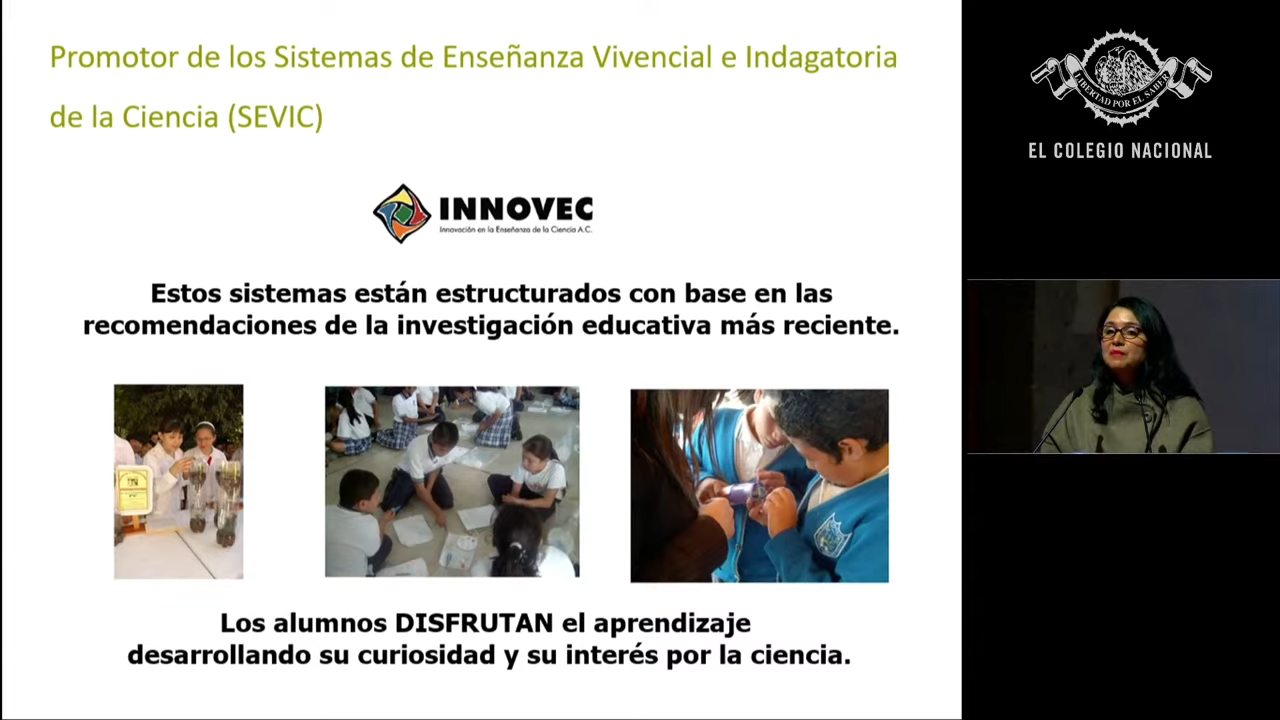 Promotor de los Sistemas de Enseñanza Vivencial e Indagatoria
de la Ciencia (SEVIC)
INNOVEC
Innovación en la Enseñanza de la Ciencia A.C.
Estos sistemas están estructurados con base en las
recomendaciones de la investigación educativa más reciente.
Los alumnos DISFRUTAN el aprendizaje
desarrollando su curiosidad y su interés por la ciencia.
LIBERTAD POR EL SABER
EL COLEGIO NACIONAL